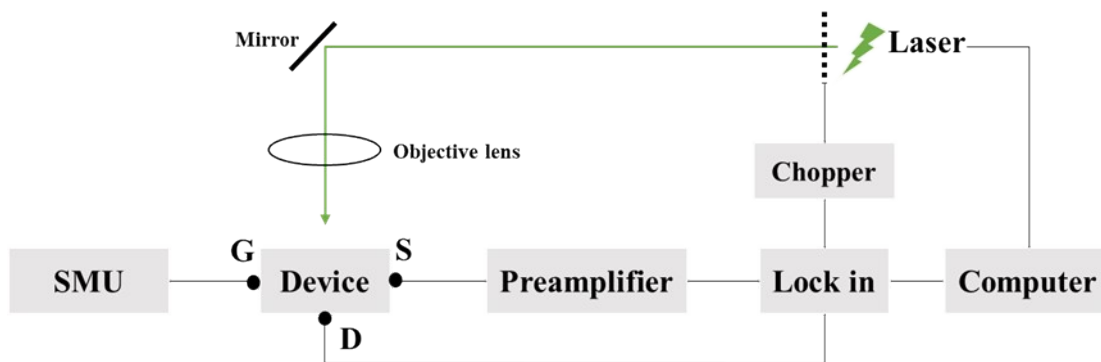 Mirror
Laser
Objective lens
Chopper
G
S
SMU
Device
Preamplifier
Lock in
Computer
D